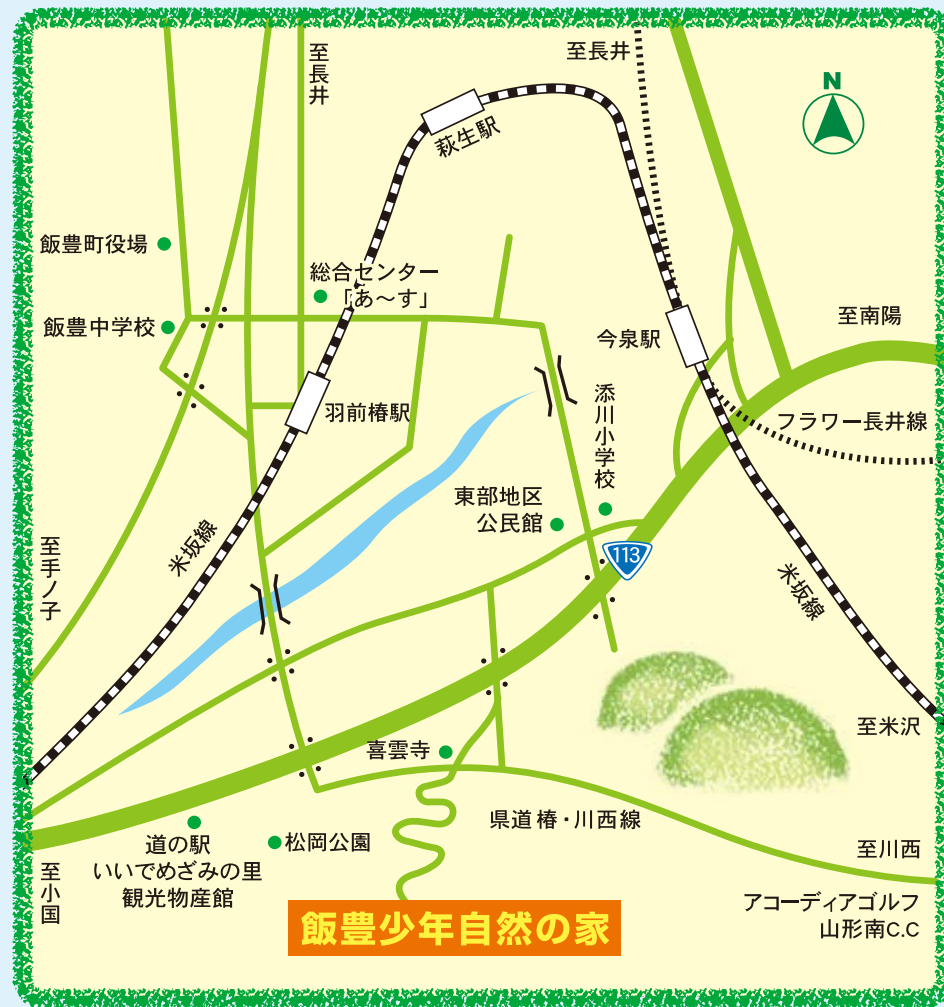 至長井
至長井
N
萩生駅
飯豊町役場
総合センター
「あ〜す」
飯豊中学校
至南陽
今泉駅
羽前椿駅
添川小学校
フラワー長井線
東部地区
公民館
米坂線
113
至手ノ子
米坂線
至米沢
喜雲寺
県道 椿・川西線
道の駅
いいでめざみの里
観光物産館
松岡公園
至川西
至小国
アコーディアゴルフ
山形南C.C
飯豊少年自然の家